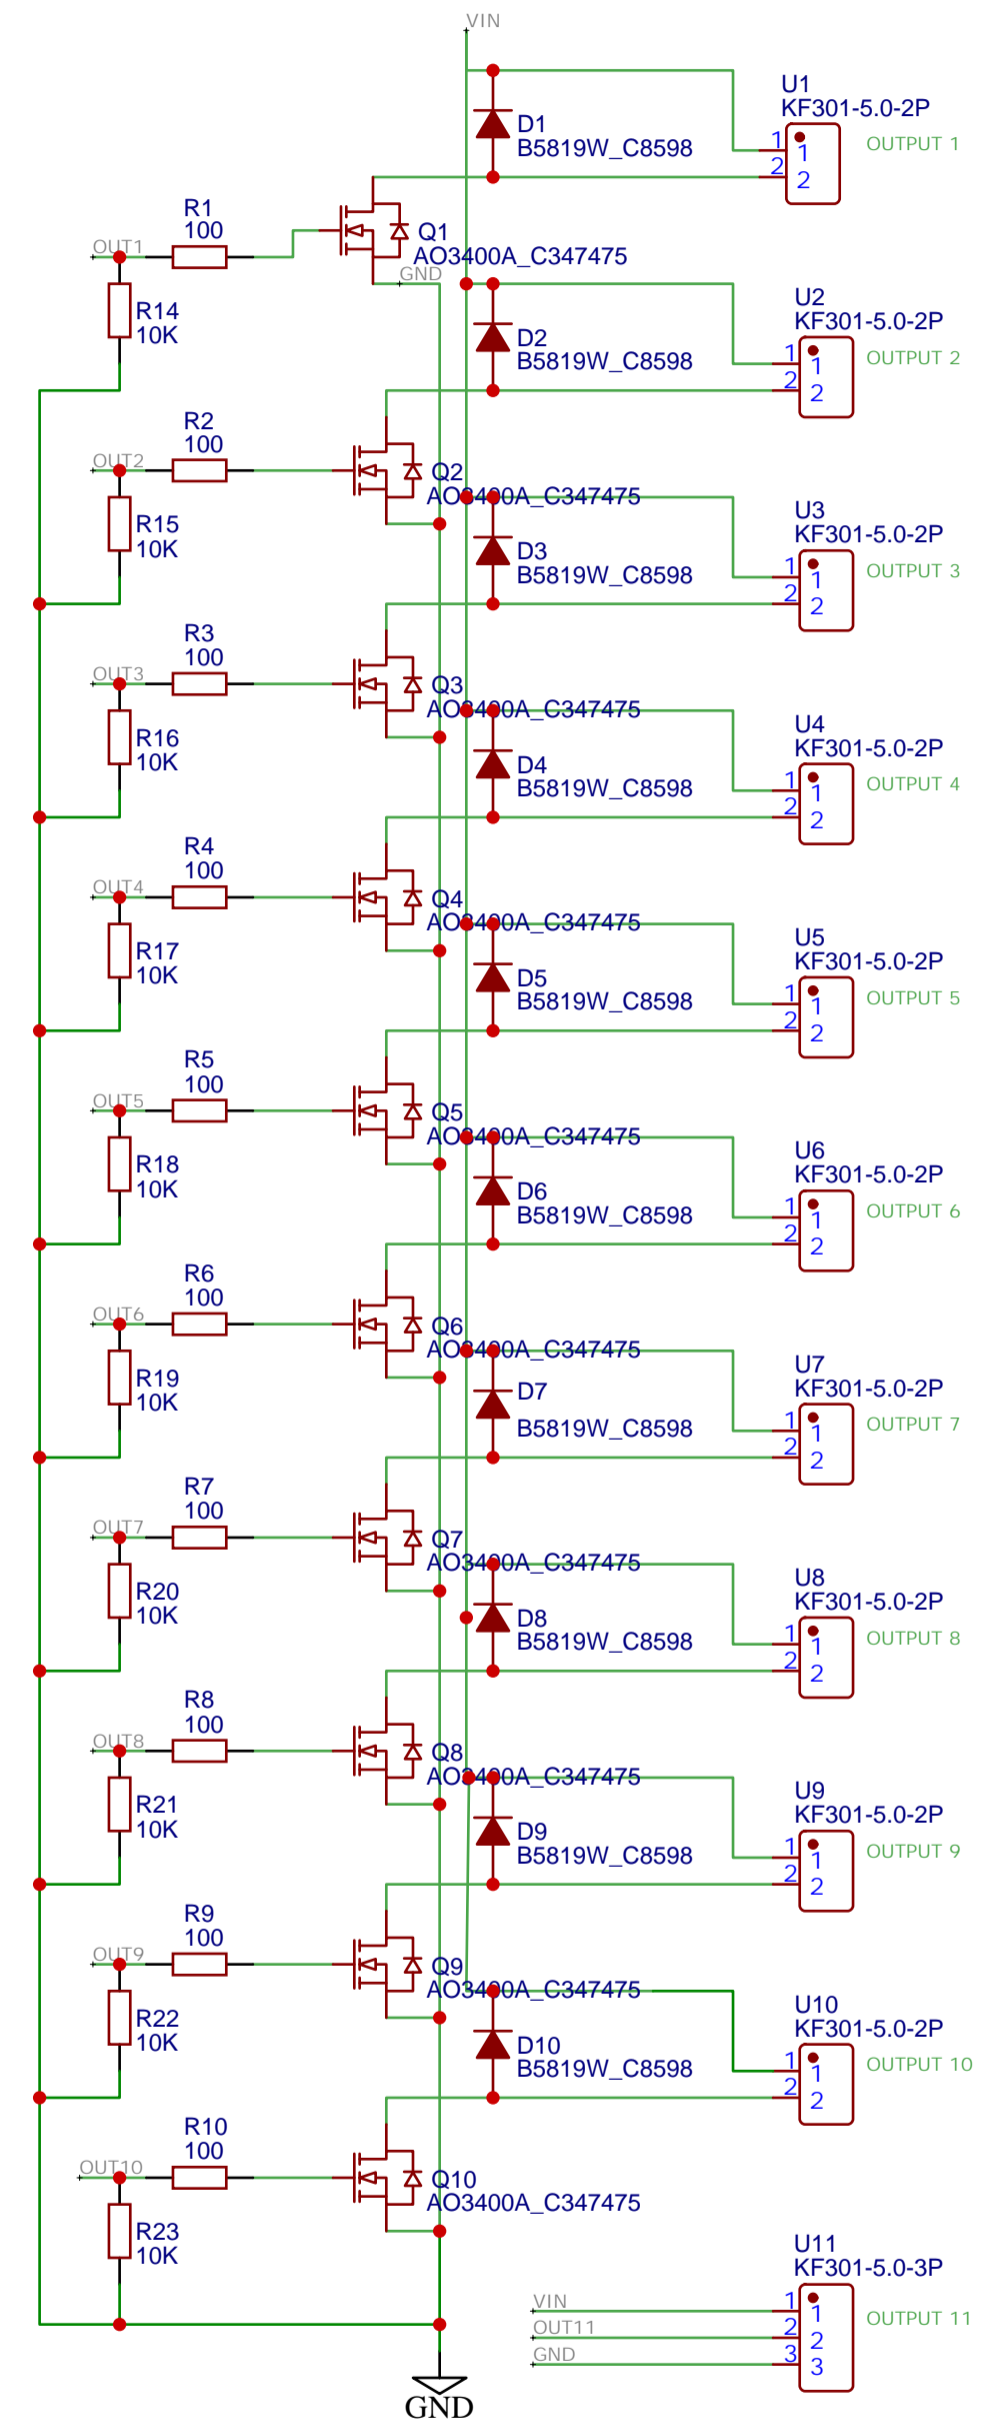 VIN
U1
KF301-5.0-2P
D1
B5819W_C8598
1
1
OUTPUT 1
2
2
R1
100
Q1
AO3400A_C347475
OUT1
GND
R14
10K
U2
KF301-5.0-2P
D2
B5819W_C8598
1
1
OUTPUT 2
2
2
R2
100
OUT2
Q2
AO3400A_C347475
R15
10K
U3
KF301-5.0-2P
D3
B5819W_C8598
1
1
OUTPUT 3
2
2
R3
100
OUT3
Q3
AO3400A_C347475
R16
10K
U4
KF301-5.0-2P
D4
B5819W_C8598
1
1
OUTPUT 4
2
2
R4
100
OUT4
Q4
AO3400A_C347475
R17
10K
U5
KF301-5.0-2P
D5
B5819W_C8598
1
1
OUTPUT 5
2
2
R5
100
OUT5
Q5
AO3400A_C347475
R18
10K
U6
KF301-5.0-2P
D6
B5819W_C8598
1
1
OUTPUT 6
2
2
R6
100
OUT6
Q6
AO3400A_C347475
R19
10K
U7
KF301-5.0-2P
D7
B5819W_C8598
1
1
OUTPUT 7
2
2
R7
100
OUT7
Q7
AO3400A_C347475
R20
10K
U8
KF301-5.0-2P
D8
B5819W_C8598
1
1
OUTPUT 8
2
2
R8
100
OUT8
Q8
AO3400A_C347475
R21
10K
U9
KF301-5.0-2P
D9
B5819W_C8598
1
1
OUTPUT 9
2
2
R9
100
OUT9
Q9
AO3400A_C347475
R22
10K
U10
KF301-5.0-2P
D10
B5819W_C8598
1
1
OUTPUT 10
2
2
R10
100
OUT10
Q10
AO3400A_C347475
R23
10K
U11
KF301-5.0-3P
VIN
1
1
OUTPUT 11
OUT11
2
2
GND
3
3
GND